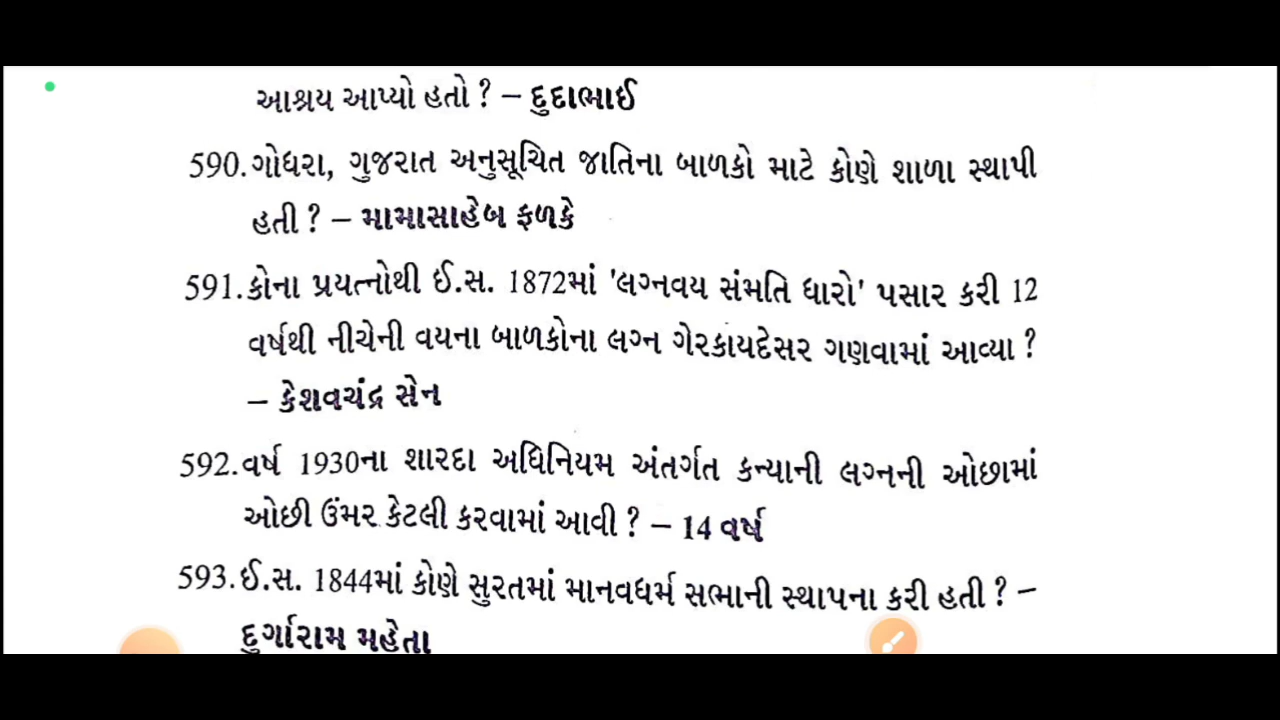 આશ્રય આપ્યો હતો ? – દુદાભાઈ
590. ગોધરા, ગુજરાત અનુસૂચિત જાતિના બાળકો માટે કોણે શાળા સ્થાપી
હતી ? – મામાસાહેબ ફળકે
591. કોના પ્રયત્નોથી ઈ.સ. 1872માં 'લગ્નવય સંમતિ ધારો' પસાર કરી 12
વર્ષથી નીચેની વયના બાળકોના લગ્ન ગેરકાયદેસર ગણવામાં આવ્યા ?
– કેશવચંદ્ર સેન
592. વર્ષ 1930ના શારદા અધિનિયમ અંતર્ગત કન્યાની લગ્નની ઓછામાં
ઓછી ઉંમર કેટલી કરવામાં આવી ? – 14 વર્ષ
593. ઈ.સ. 1844માં કોણે સુરતમાં માનવધર્મ સભાની સ્થાપના કરી હતી ? –
દુર્ગારામ મહેતા